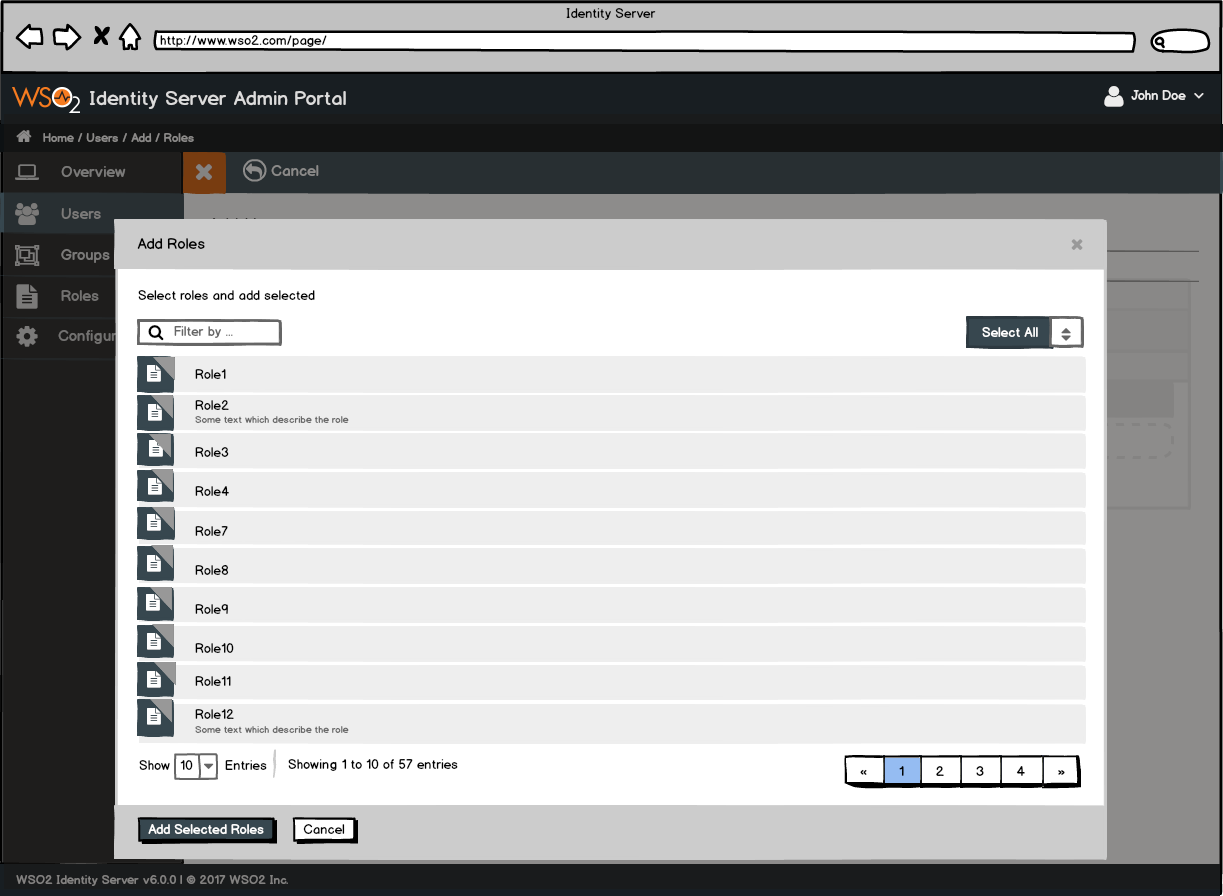 Identity Server
http://www.wso2.com/page/
WSO2 Identity Server Admin Portal
John Doe
Home / Users / Add / Roles
Overview
Cancel
Users
Groups
Roles
Configur
Add Roles
Select roles and add selected
Filter by ...
Select All
Role1
Role2
Some text which describe the role
Role3
Role4
Role7
Role8
Role9
Role10
Role11
Role12
Some text which describe the role
Show 10 Entries
Showing 1 to 10 of 57 entries
« 1 2 3 4 »
Add Selected Roles
Cancel
WSO2 Identity Server v6.0.0 | © 2017 WSO2 Inc.